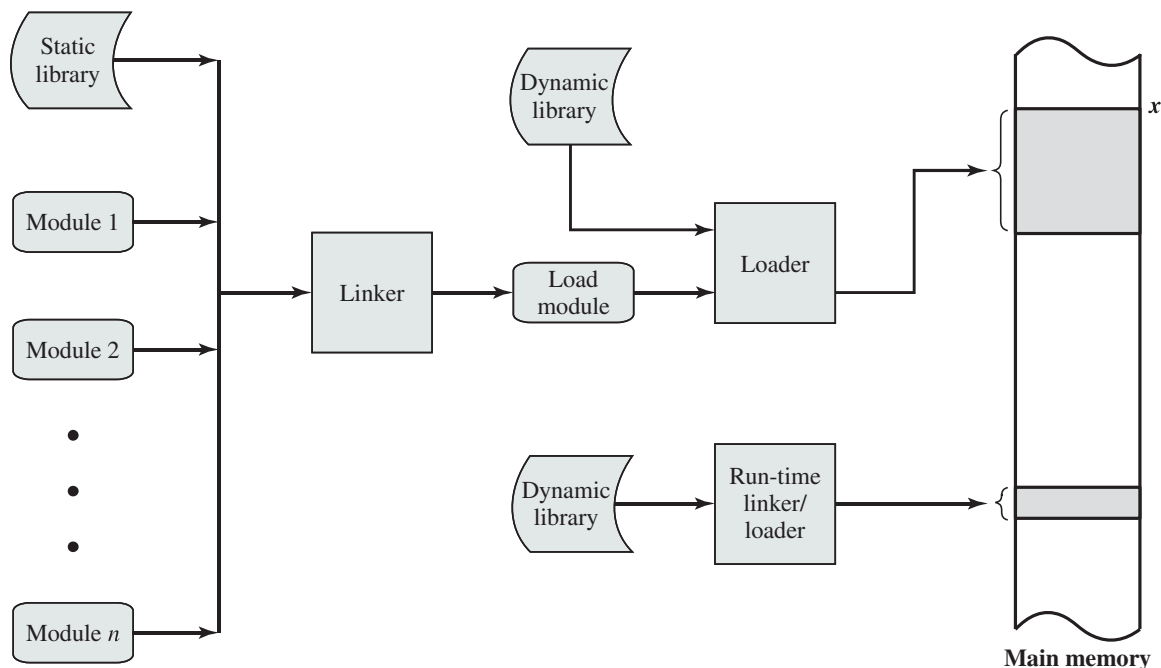 Static
library
Module 1
Module 2
Module n
Linker
Dynamic
library
Load
module
Loader
Dynamic
library
Run-time
linker/
loader
x
Main memory